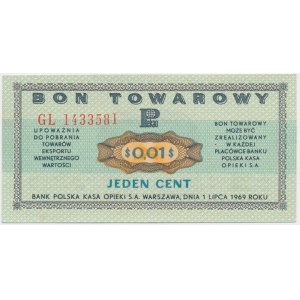 BON TOWAROWY
GL 1433581
UPOWAŻNIA
DO POBRANIA
TOWARÓW
EKSPORTU
WEWNĘTRZNEGO
WARTOŚCI
$0,01$
BON TOWAROWY
MOŻE BYĆ
ZREALIZOWANY
W KAŻDEJ
PLACÓWCE BANKU
POLSKA KASA
OPIEKI S.A.
JEDEN CENT
BANK POLSKA KASA OPIEKI S.A. WARSZAWA, DNIA 1 LIPCA 1969 ROKU